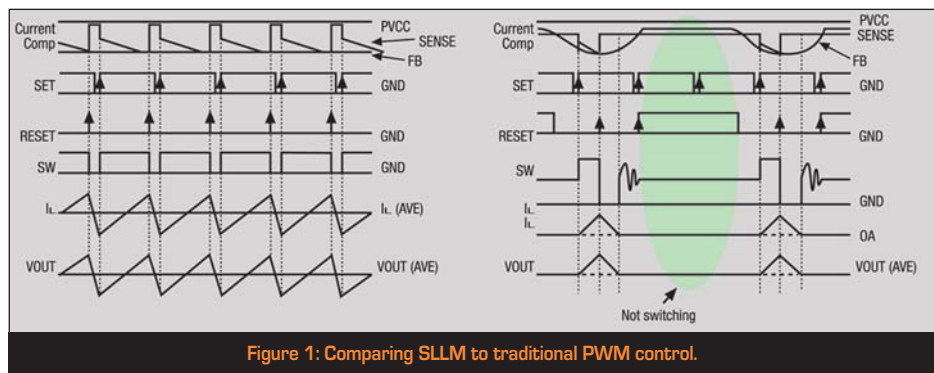 Current
Comp
PVCC
SENSE
FB
SET
GND
RESET
GND
SW
GND
IL
IL (AVE)
VOUT
VOUT (AVE)
Current
Comp
PVCC
SENSE
FB
SET
GND
RESET
GND
SW
GND
IL
IL
OA
VOUT
VOUT (AVE)
Not switching
Figure 1: Comparing SLLM to traditional PWM control.